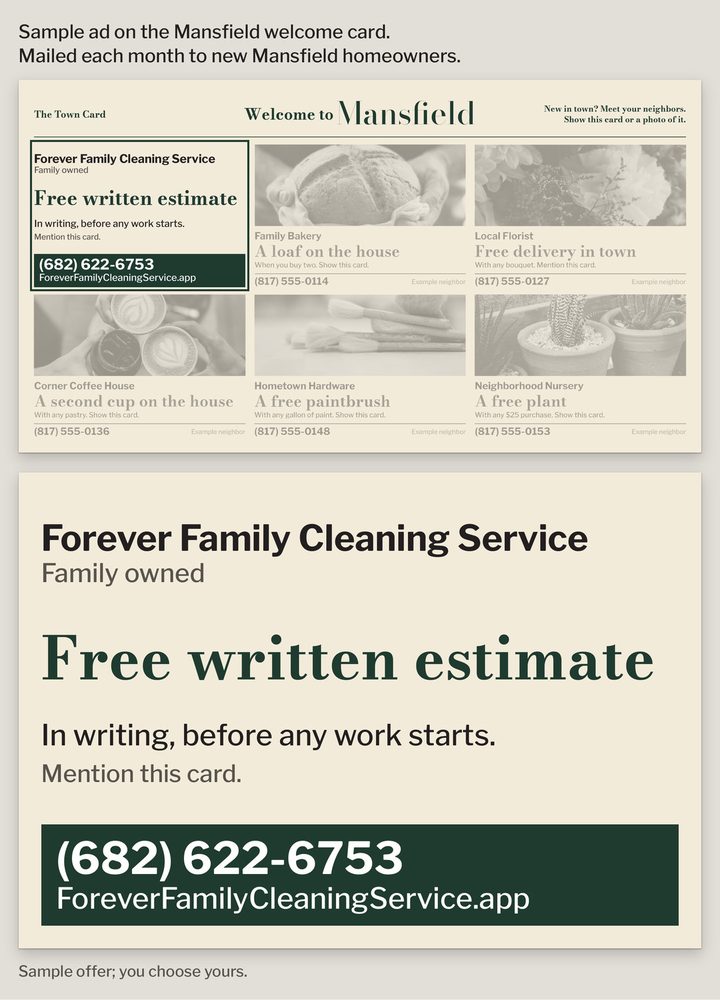 Sample ad on the Mansfield welcome card.
Mailed each month to new Mansfield homeowners.
The Town Card
Welcome to Mansfield
New in town? Meet your neighbors.
Show this card or a photo of it.
Forever Family Cleaning Service
Family owned
Free written estimate
In writing, before any work starts.
Mention this card.
(682) 622-6753
ForeverFamilyCleaningService.app
Family Bakery
A loaf on the house
When you buy two. Show this card.
(817) 555-0114
Example neighbor
Local Florist
Free delivery in town
With any bouquet. Mention this card.
(817) 555-0127
Example neighbor
Corner Coffee House
A second cup on the house
With any pastry. Show this card.
(817) 555-0136
Example neighbor
Hometown Hardware
A free paintbrush
With any gallon of paint. Show this card.
(817) 555-0148
Example neighbor
Neighborhood Nursery
A free plant
With any $25 purchase. Show this card.
(817) 555-0153
Example neighbor
Forever Family Cleaning Service
Family owned
Free written estimate
In writing, before any work starts.
Mention this card.
(682) 622-6753
ForeverFamilyCleaningService.app
Sample offer; you choose yours.